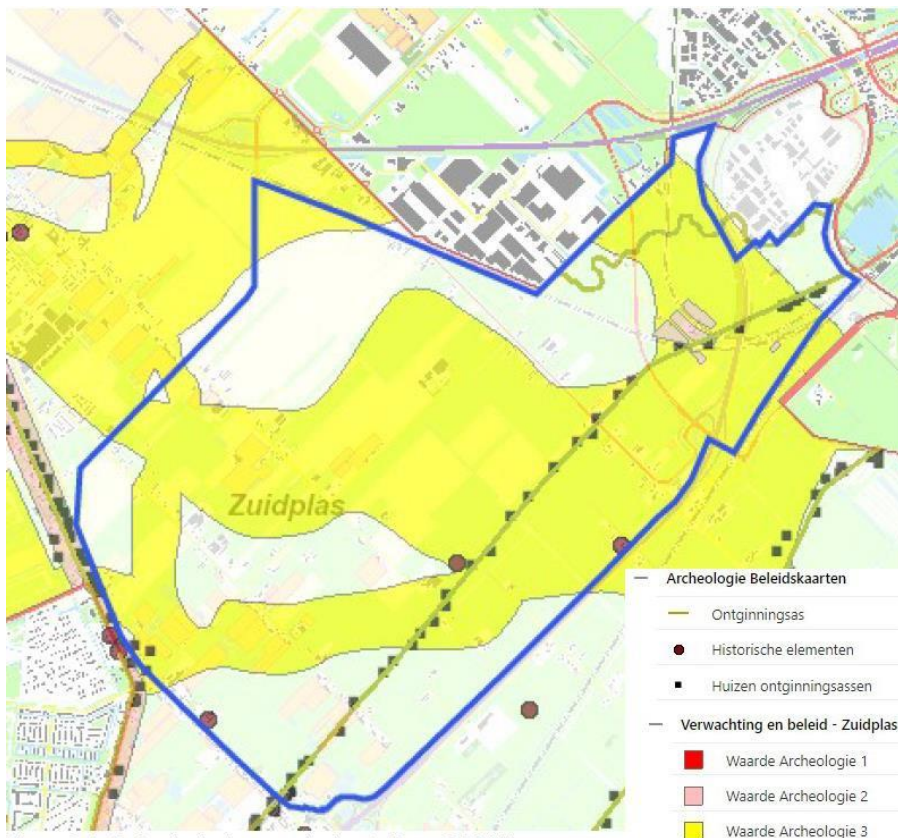 Zuidplas
Archeologie Beleidskaarten
Ontginningsas
Historische elementen
Huizen ontginningsassen
Verwachting en beleid - Zuidplas
Waarde Archeologie 1
Waarde Archeologie 2
Waarde Archeologie 3